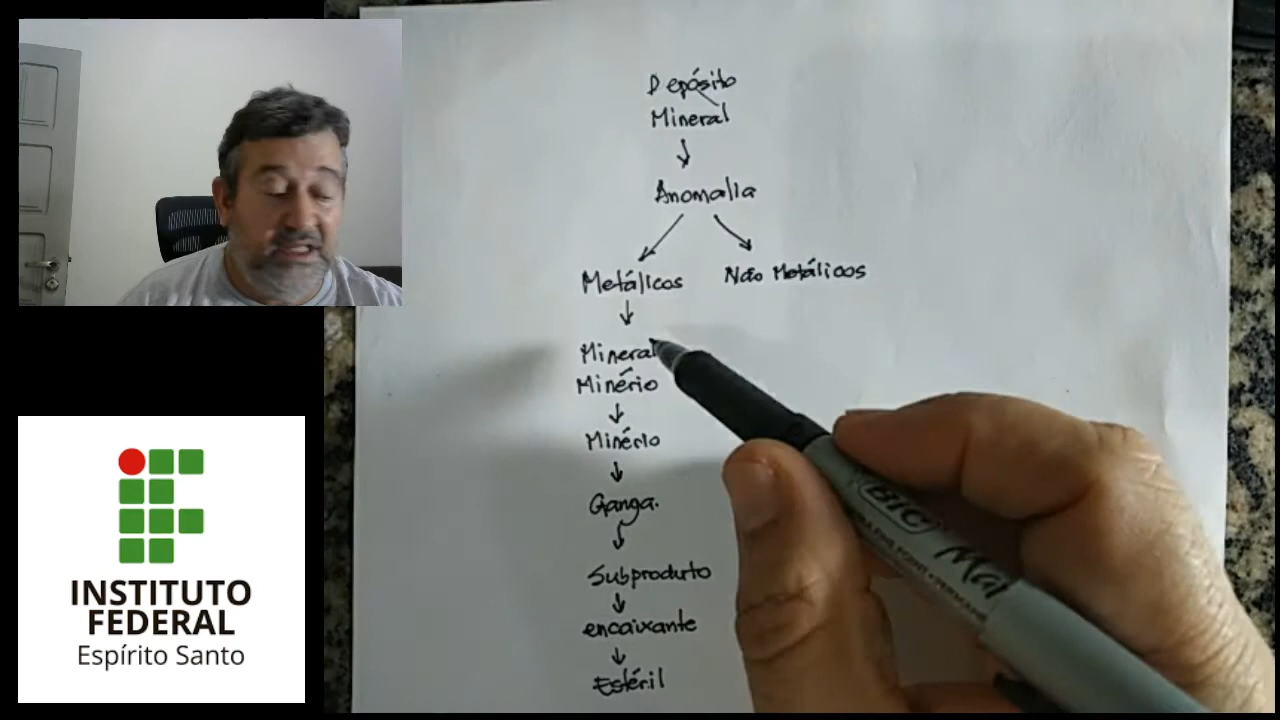 Depósito
Mineral
Anomalia
Metálicos
Não Metálicos
Mineral
Minério
Minério
Ganga.
Subproduto
encaixante
Estéril
BIC
INSTITUTO
FEDERAL
Espírito Santo